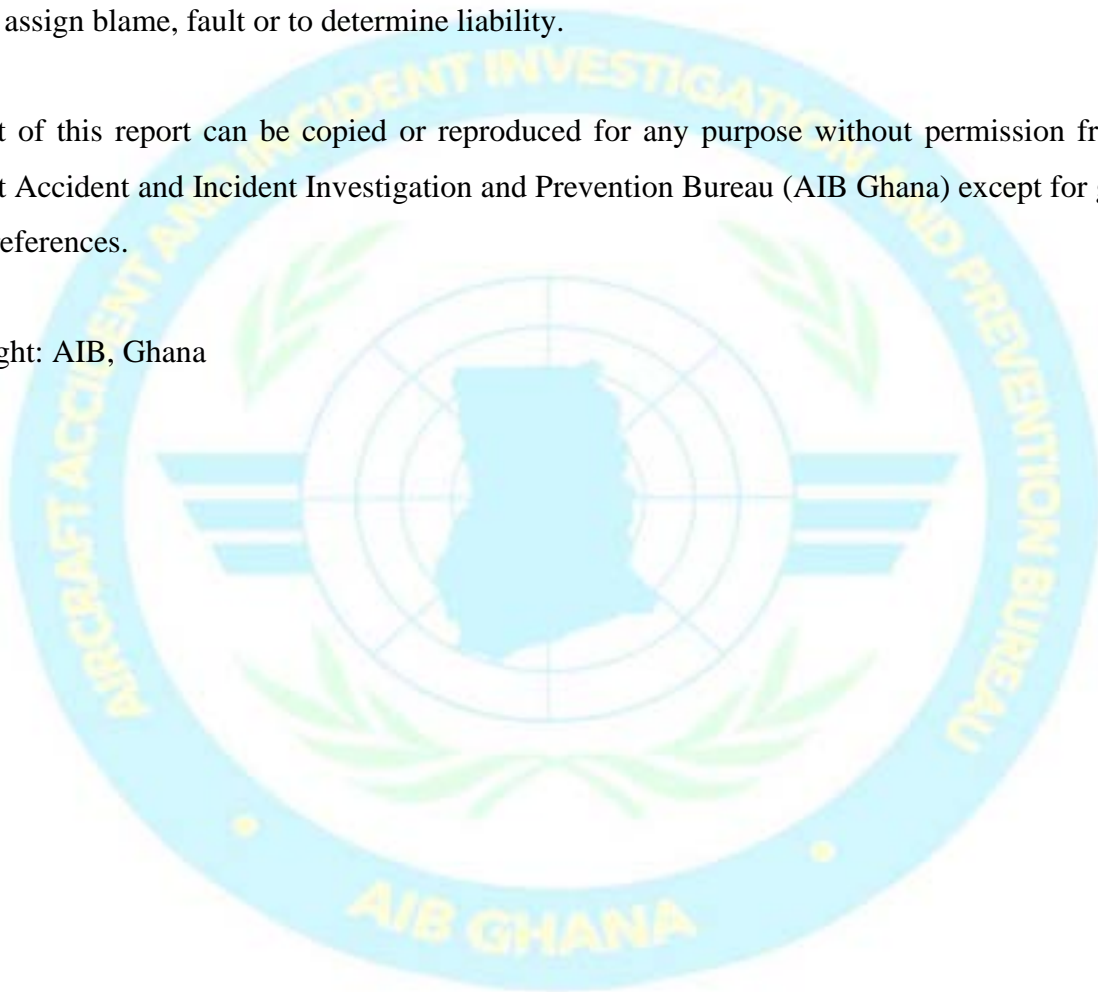 assign blame, fault or to determine liability.
t of this report can be copied or reproduced for any purpose without permission fr
t Accident and Incident Investigation and Prevention Bureau (AIB Ghana) except for g
eferences.
ght: AIB, Ghana
AIRCRAFT ACCIDENT AND INCIDENT INVESTIGATION AND PREVENTION BUREAU
AIB GHANA